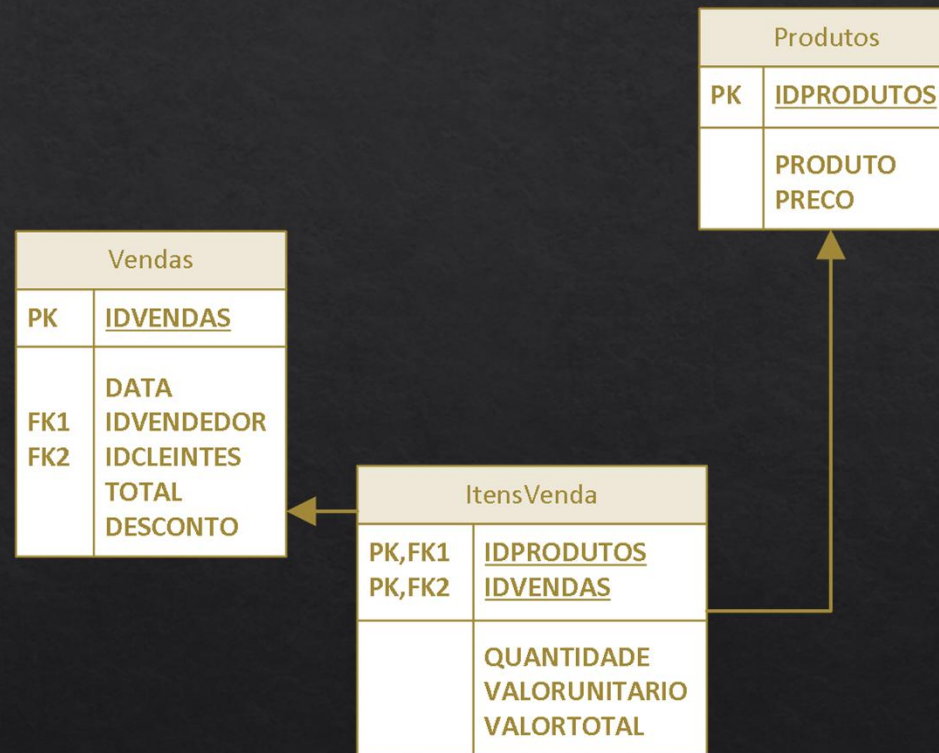 Produtos
PK IDPRODUTOS
PRODUTO
PRECO
Vendas
PK IDVENDAS
DATA
FK1 IDVENDEDOR
FK2 IDCLEINTES
TOTAL
DESCONTO
ItensVenda
PK,FK1 IDPRODUTOS
PK,FK2 IDVENDAS
QUANTIDADE
VALORUNITARIO
VALORTOTAL